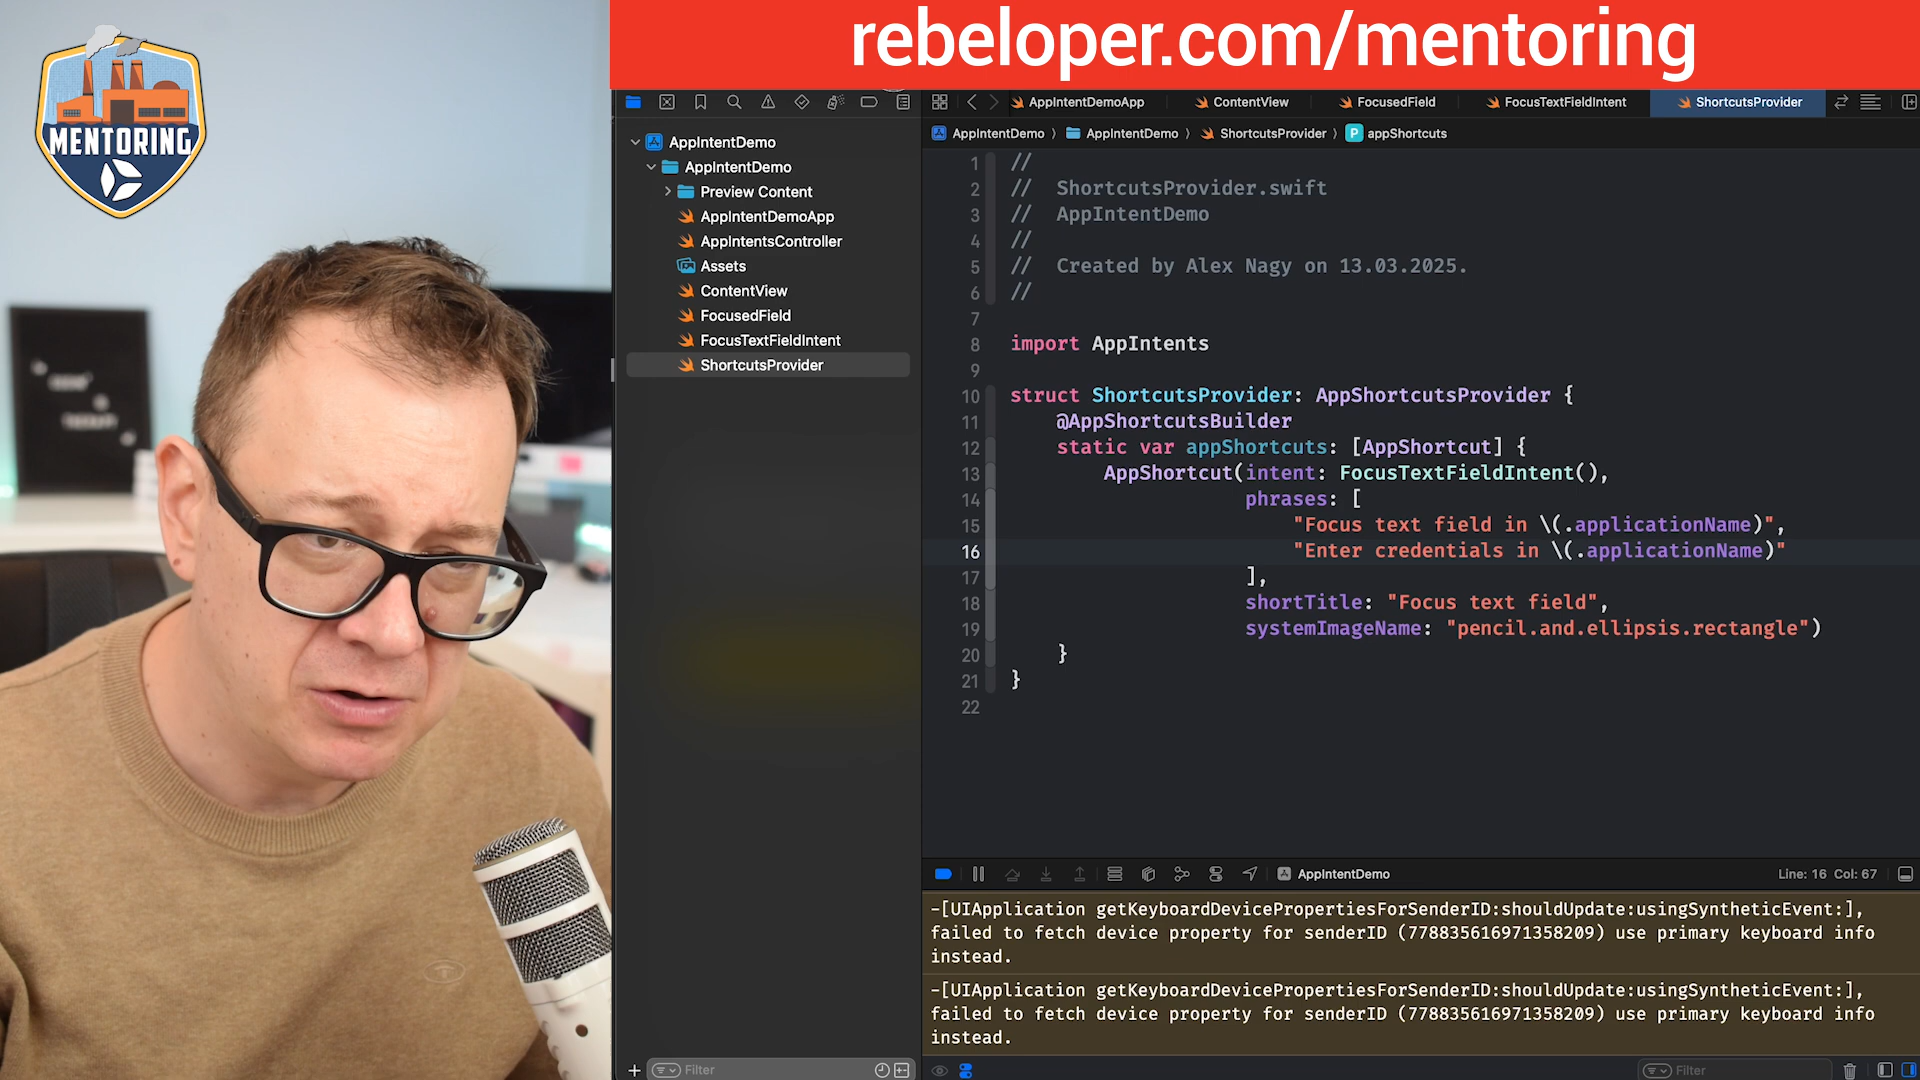 rebeloper.com/mentoring
MENTORING
AppIntentDemoApp
ContentView
FocusedField
FocusTextFieldIntent
ShortcutsProvider
AppIntentDemo
AppIntentDemo
ShortcutsProvider
P
appShortcuts
AppIntentDemo
AppIntentDemo
Preview Content
AppIntentDemoApp
AppIntentsController
Assets
ContentView
FocusedField
FocusTextFieldIntent
ShortcutsProvider
Filter
1 //
2 // ShortcutsProvider.swift
3 // AppIntentDemo
4 //
5 // Created by Alex Nagy on 13.03.2025.
6 //
7
8 import AppIntents
9
10 struct ShortcutsProvider: AppShortcutsProvider {
11 @AppShortcutsBuilder
12 static var appShortcuts: [AppShortcut] {
13 AppShortcut(intent: FocusTextFieldIntent(),
14 phrases: [
15 "Focus text field in \(.applicationName)",
16 "Enter credentials in \(.applicationName)"
17 ],
18 shortTitle: "Focus text field",
19 systemImageName: "pencil.and.ellipsis.rectangle")
20 }
21 }
22
AppIntentDemo
Line: 16 Col: 67
-[UIApplication getKeyboardDevicePropertiesForSenderID:shouldUpdate:usingSyntheticEvent:],
failed to fetch device property for senderID (778835616971358209) use primary keyboard info
instead.
-[UIApplication getKeyboardDevicePropertiesForSenderID:shouldUpdate:usingSyntheticEvent:],
failed to fetch device property for senderID (778835616971358209) use primary keyboard info
instead.
Filter